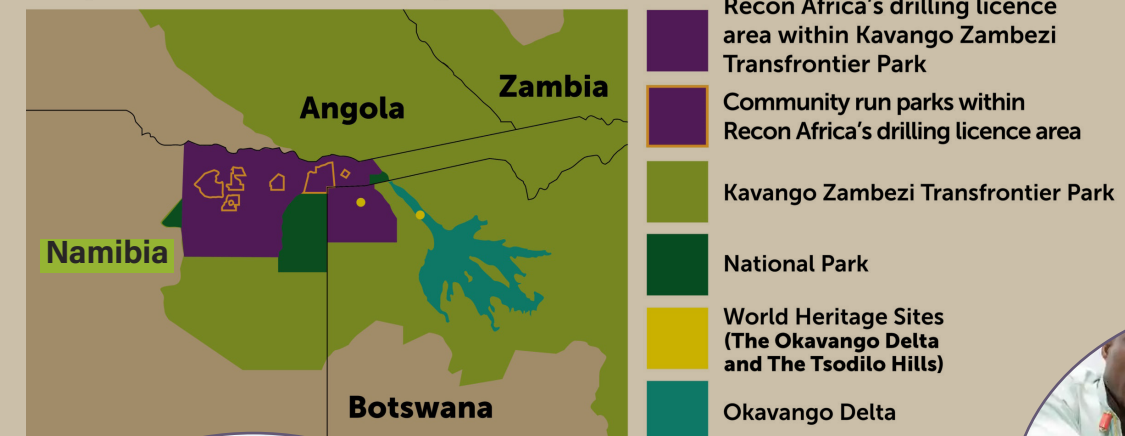 Recon Africa's drilling licence
area within Kavango Zambezi
Transfrontier Park
Zambia
Angola
Community run parks within
Recon Africa's drilling licence area
Kavango Zambezi Transfrontier Park
Namibia
National Park
World Heritage Sites
(The Okavango Delta
and The Tsodilo Hills)
Botswana
Okavango Delta